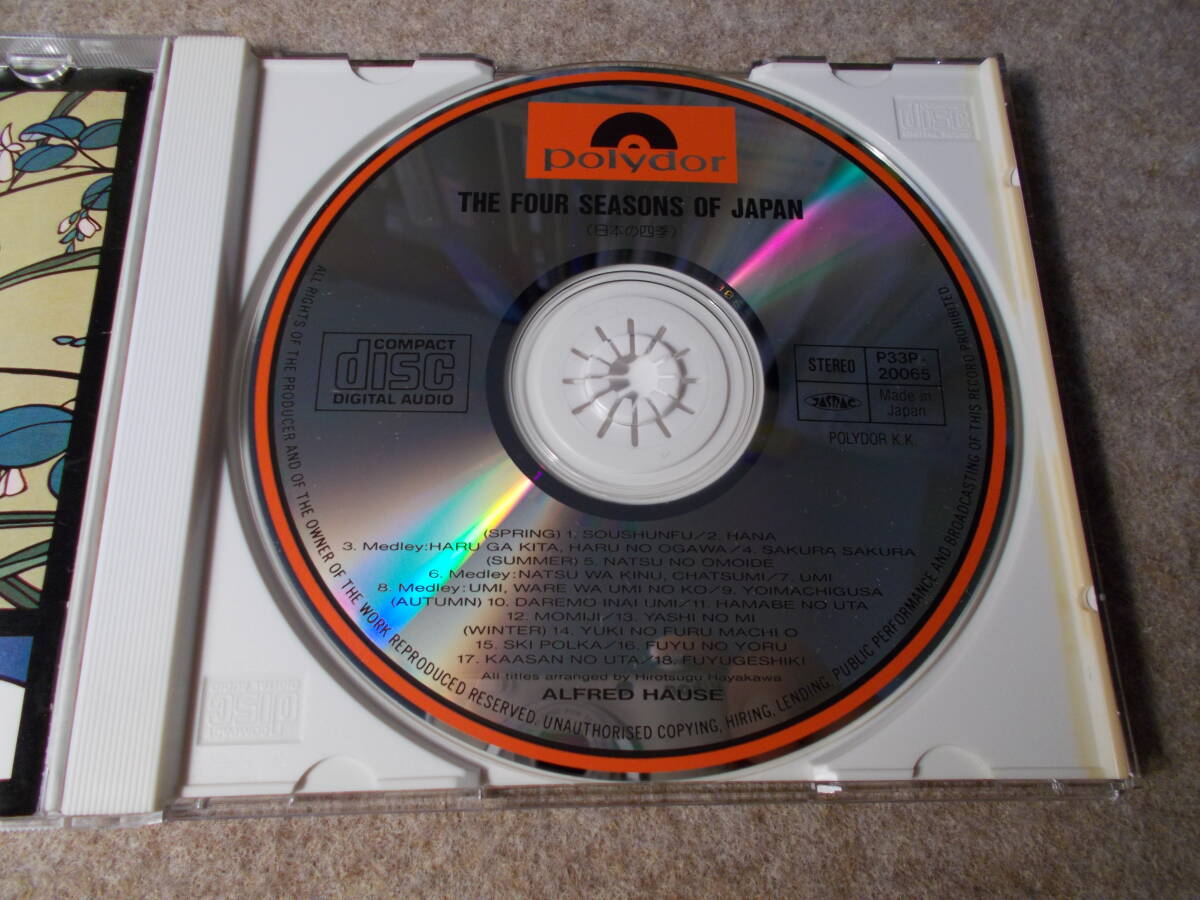 polydor
THE FOUR SEASONS OF JAPAN
(日本の四季)
COMPACT
disc
DIGITAL AUDIO
STEREO
P33P-
20065
JASRAC
Made in
Japan
POLYDOR K.K.
(SPRING) 1. SOUSHUNFU/2. HANA
3. Medley:HARU GA KITA, HARU NO OGAWA/4. SAKURA SAKURA
(SUMMER) 5. NATSU NO OMOIDE
6. Medley:NATSU WA KINU, CHATSUMI/7. UMI
8. Medley:UMI, WARE WA UMI NO KO/9. YOIMACHIGUSA
(AUTUMN) 10. DAREMO INAI UMI/11. HAMABE NO UTA
12. MOMIJI/13. YASHI NO MI
(WINTER) 14. YUKI NO FURU MACHI O
15. SKI POLKA/16. FUYU NO YORU
17. KAASAN NO UTA/18. FUYUGESHIKI
All titles arranged by Hirotsugu Hayakawa
ALFRED HAUSE
ALL RIGHTS OF THE PRODUCER AND OF THE OWNER OF THE WORK REPRODUCED RESERVED. UNAUTHORISED COPYING, HIRING, LENDING, PUBLIC PERFORMANCE AND BROADCASTING OF THIS RECORD PROHIBITED.
disc